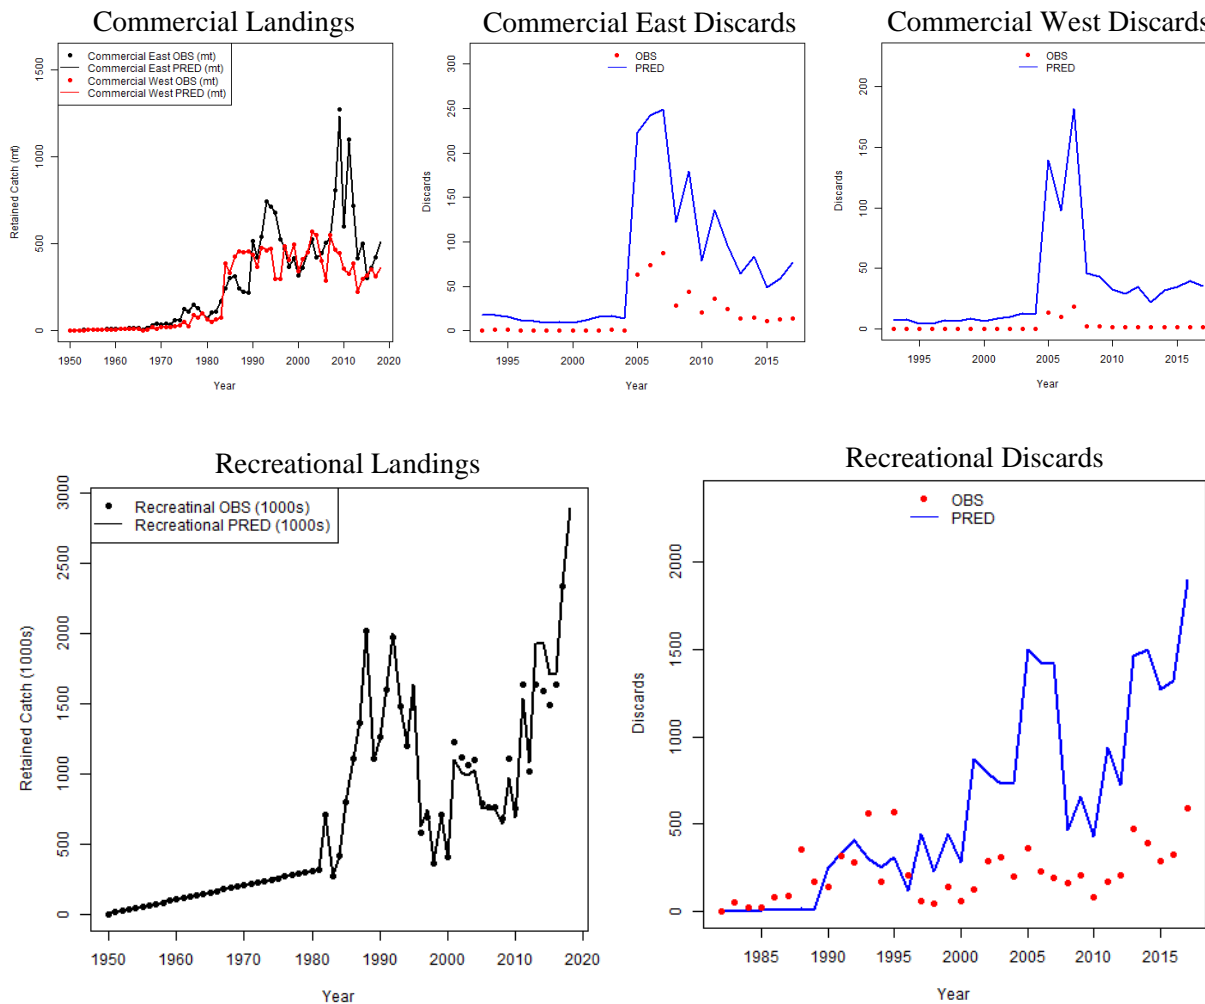 Commercial Landings
Commercial East OBS (mt)
Commercial East PRED (mt)
Commercial West OBS (mt)
Commercial West PRED (mt)
Retained Catch (mt)
0 500 1000 1500
1950 1960 1970 1980 1990 2000 2010 2020
Year
Commercial East Discards
OBS
PRED
Discards
0 50 100 150 200 250 300
1995 2000 2005 2010 2015
Year
Commercial West Discards
OBS
PRED
Discards
0 50 100 150 200
1995 2000 2005 2010 2015
Year
Recreational Landings
Recreatinal OBS (1000s)
Recreational PRED (1000s)
Retained Catch (1000s)
0 500 1000 1500 2000 2500 3000
1950 1960 1970 1980 1990 2000 2010 2020
Year
Recreational Discards
OBS
PRED
Discards
0 500 1000 1500 2000
1985 1990 1995 2000 2005 2010 2015
Year